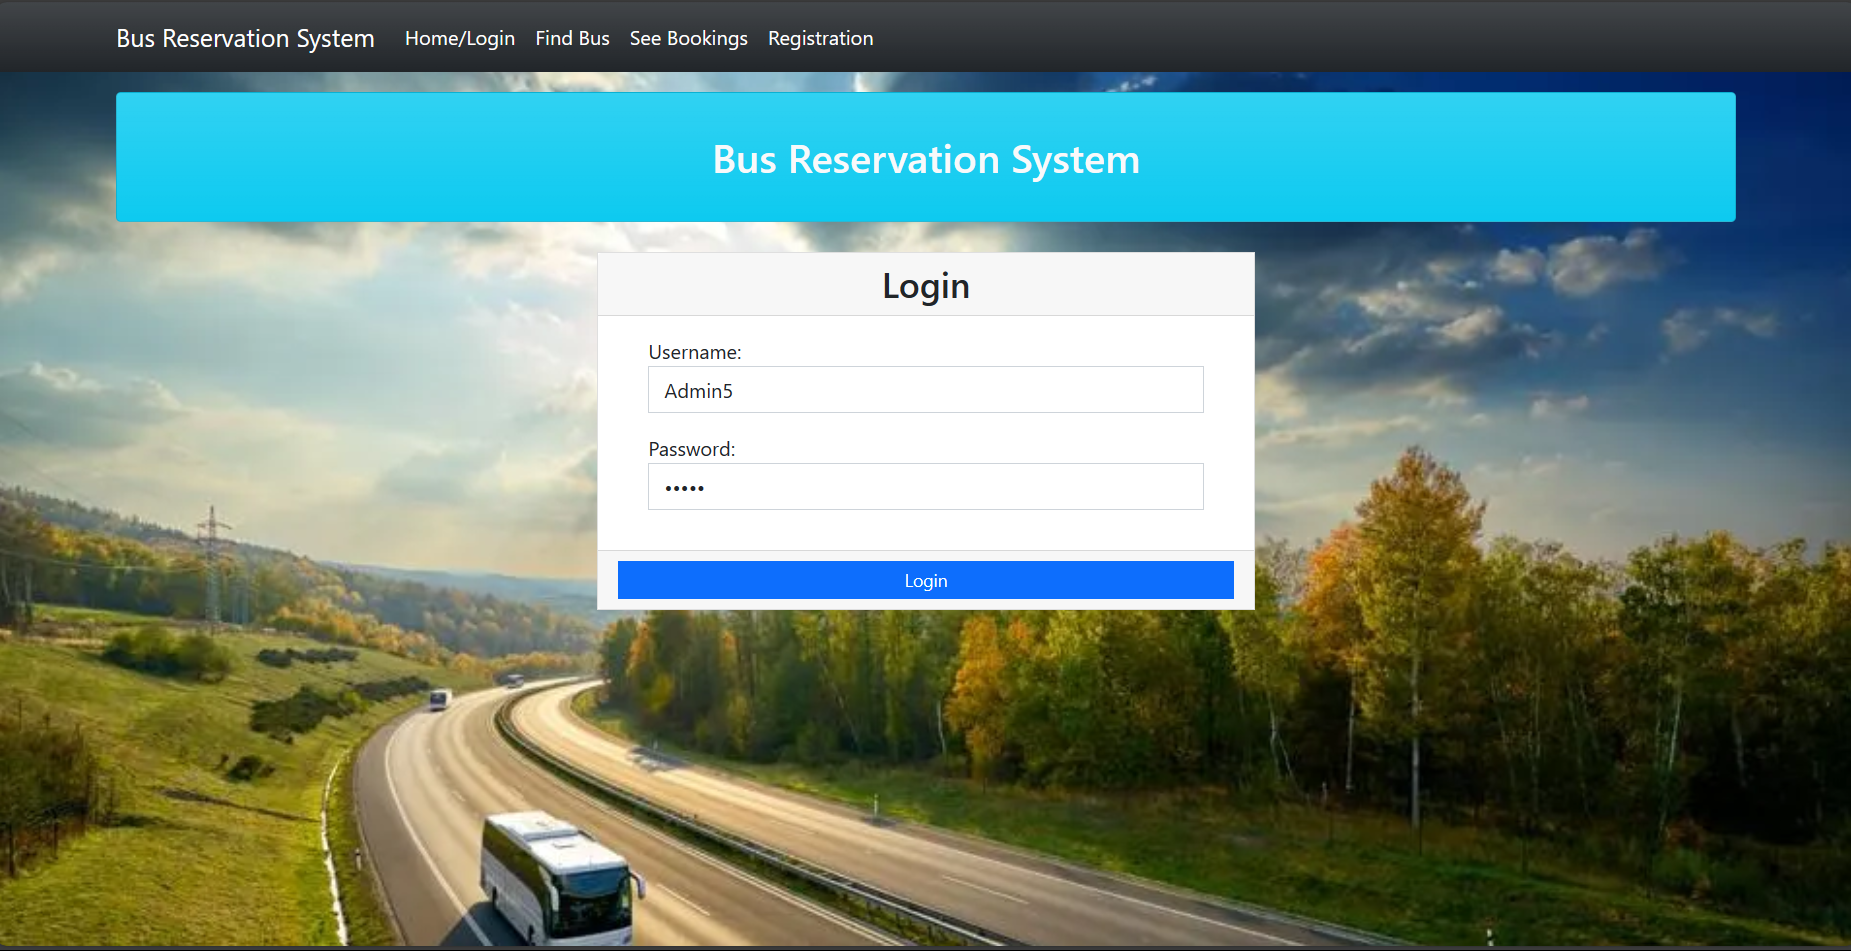 Bus Reservation System Home/Login Find Bus See Bookings Registration
Bus Reservation System
Login
Username:
Admin5
Password:
•••••
Login